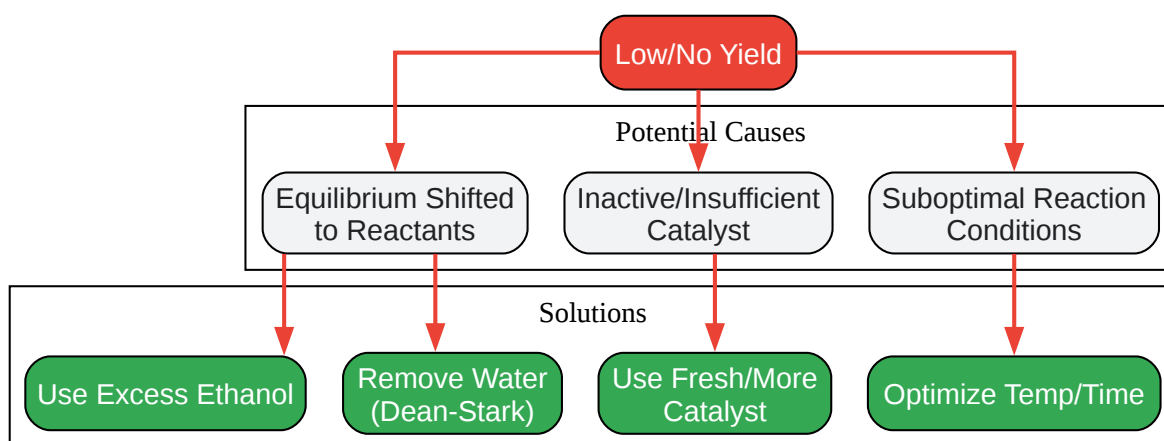 Low/No Yield
Potential Causes
Equilibrium Shifted
to Reactants
Inactive/Insufficient
Catalyst
Suboptimal Reaction
Conditions
Solutions
Use Excess Ethanol
Remove Water
(Dean-Stark)
Use Fresh/More
Catalyst
Optimize Temp/Time